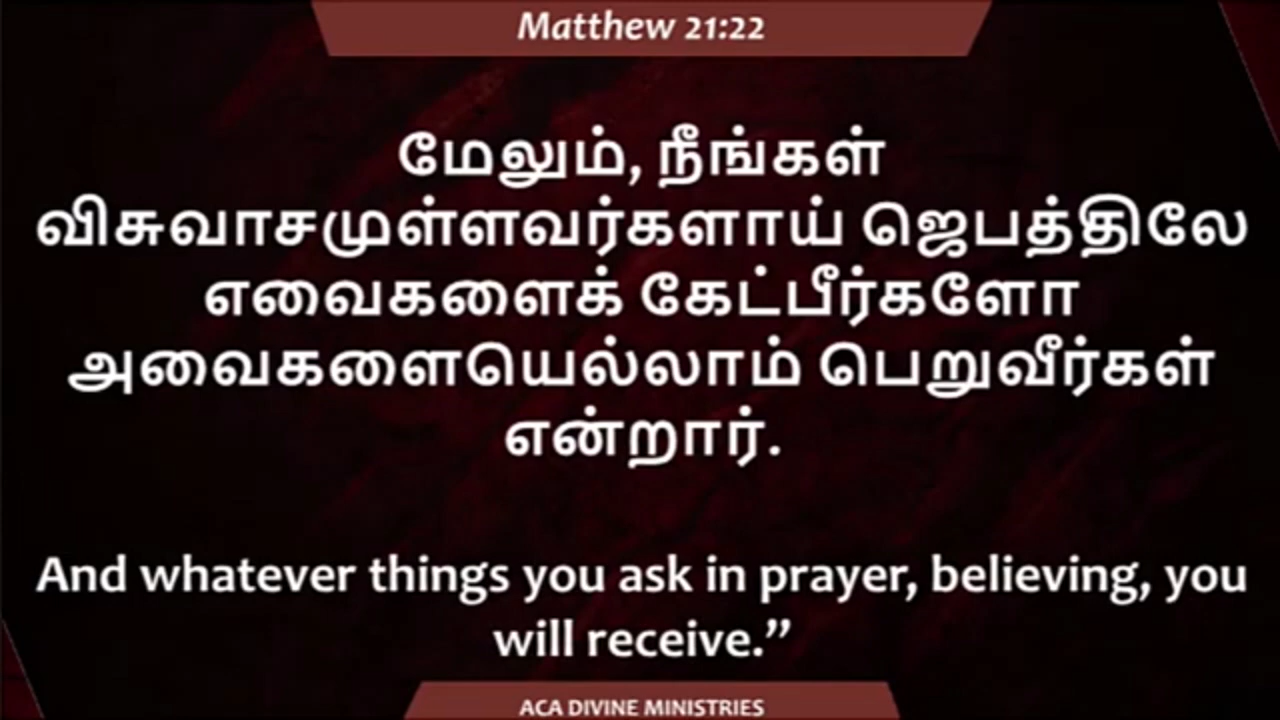 Matthew 21:22
மேலும், நீங்கள்
விசுவாசமுள்ளவர்களாய் ஜெபத்திலே
எவைகளைக் கேட்பீர்களோ
அவைகளையெல்லாம் பெறுவீர்கள்
என்றார்.
And whatever things you ask in prayer, believing, you
will receive.”
ACA DIVINE MINISTRIES